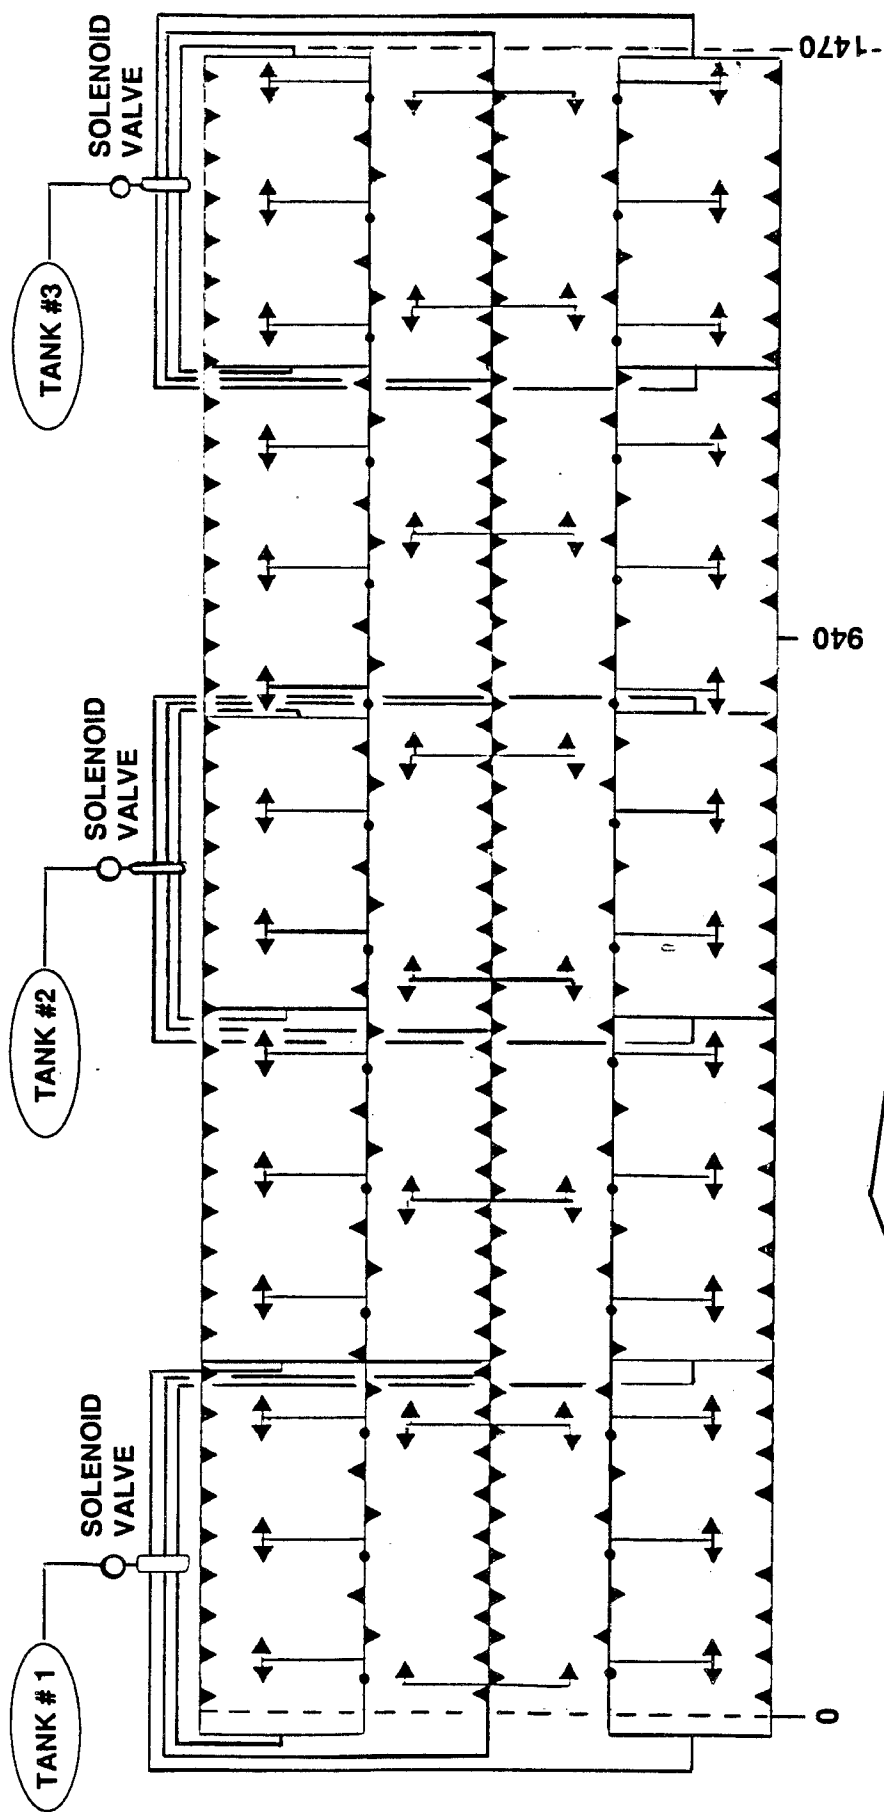 TANK # 1
SOLENOID
VALVE
TANK #2
SOLENOID
VALVE
TANK #3
SOLENOID
VALVE
0
940
1470